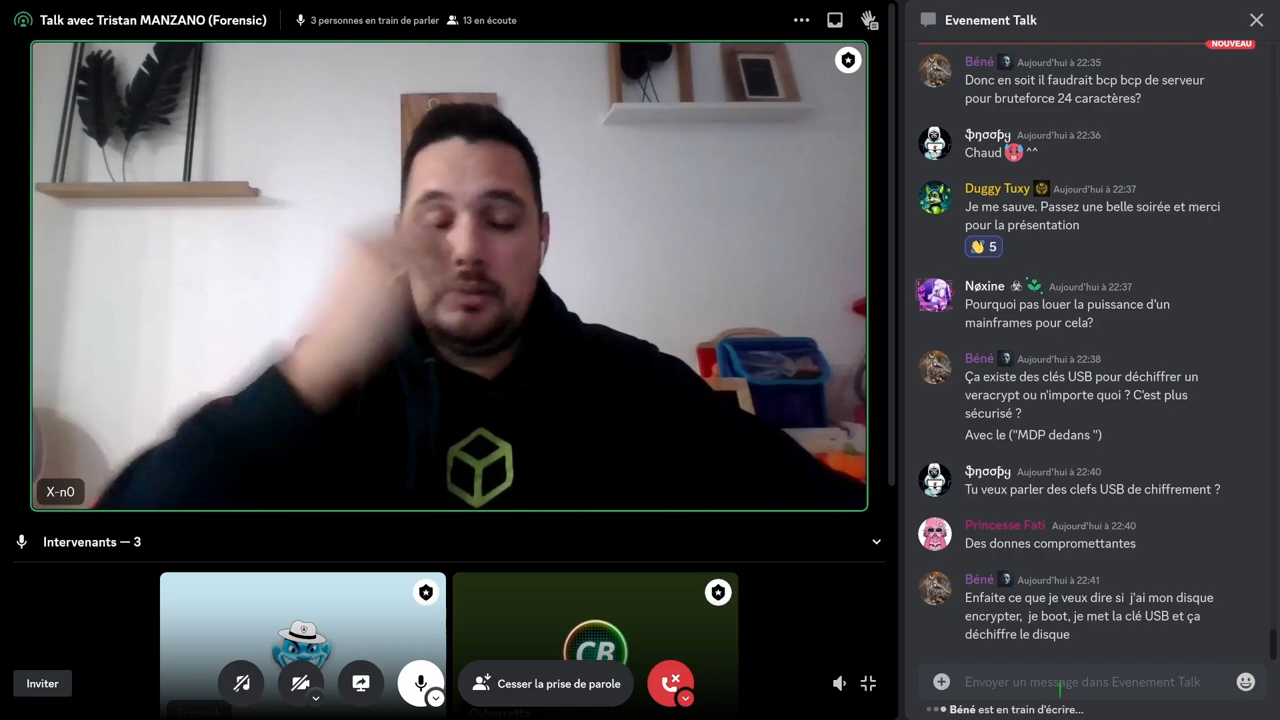 Talk avec Tristan MANZANO (Forensic)
3 personnes en train de parler
13 en écoute
X-n0
Intervenants — 3
CB
Inviter
Cesser la prise de parole
Evenement Talk
NOUVEAU
Béné Aujourd'hui à 22:35
Donc en soit il faudrait bcp bcp de serveur
pour bruteforce 24 caractères?
Aujourd'hui à 22:36
Chaud 🥵 ^^
Duggy Tuxy Aujourd'hui à 22:37
Je me sauve. Passez une belle soirée et merci
pour la présentation
👋 5
Nøxine ☣ Aujourd'hui à 22:37
Pourquoi pas louer la puissance d'un
mainframes pour cela?
Béné Aujourd'hui à 22:38
Ça existe des clés USB pour déchiffrer un
veracrypt ou n'importe quoi ? C'est plus
sécurisé ?
Avec le ("MDP dedans ")
Aujourd'hui à 22:40
Tu veux parler des clefs USB de chiffrement ?
Princesse Fati Aujourd'hui à 22:40
Des donnes compromettantes
Béné Aujourd'hui à 22:41
Enfaite ce que je veux dire si j'ai mon disque
encrypter, je boot, je met la clé USB et ça
déchiffre le disque
Envoyer un message dans Evenement Talk
Béné est en train d'écrire...